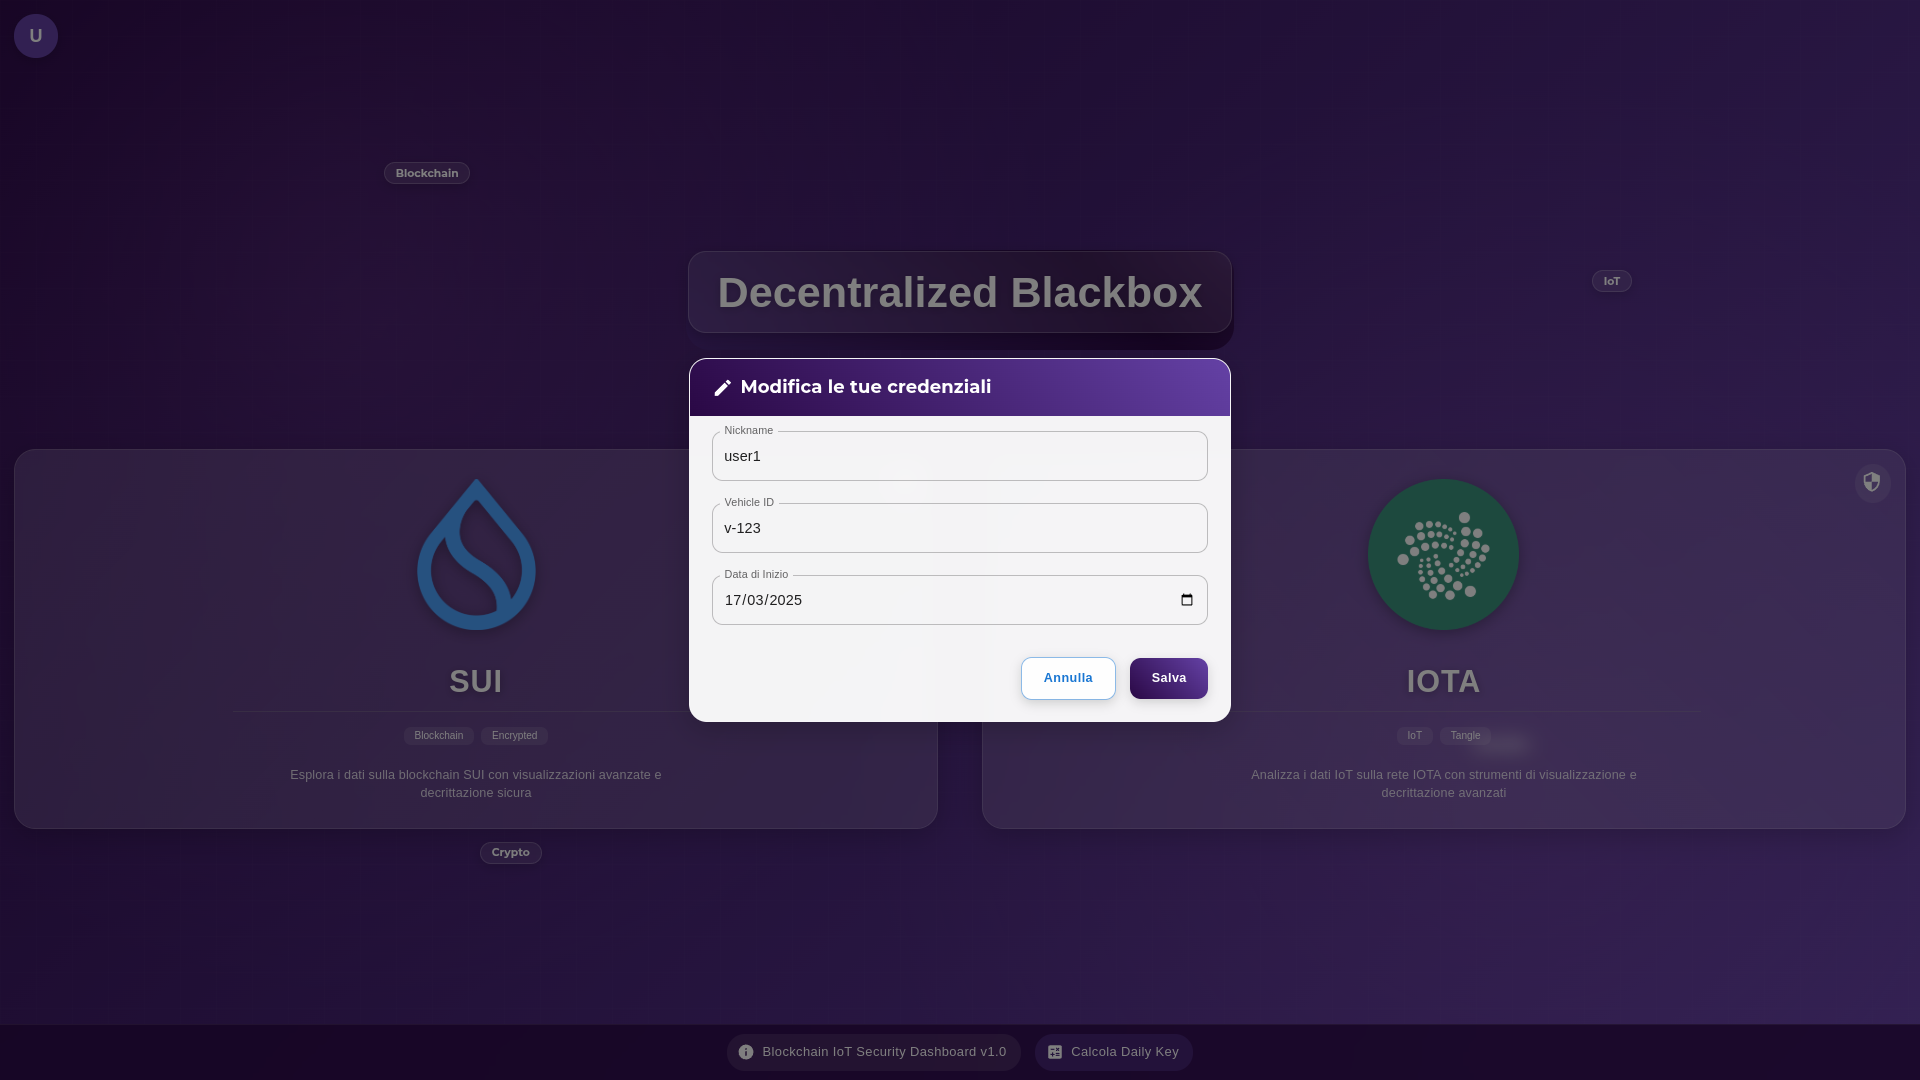 U
Blockchain
Decentralized Blackbox
IoT
Modifica le tue credenziali
Nickname
user1
Vehicle ID
v-123
Data di Inizio
17/03/2025
Annulla
Salva
SUI
Blockchain
Encrypted
Esplora i dati sulla blockchain SUI con visualizzazioni avanzate e
decrittazione sicura
IOTA
IoT
Tangle
Analizza i dati IoT sulla rete IOTA con strumenti di visualizzazione e
decrittazione avanzati
Crypto
Blockchain IoT Security Dashboard v1.0
Calcola Daily Key